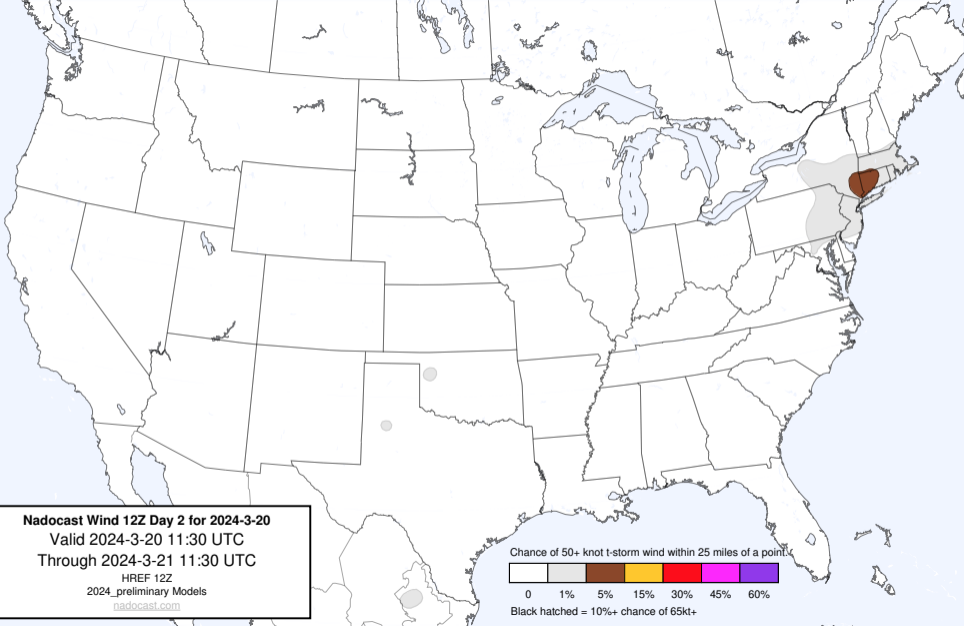 Nadocast Wind 12Z Day 2 for 2024-3-20
Valid 2024-3-20 11:30 UTC
Through 2024-3-21 11:30 UTC
HREF 12Z
2024_preliminary Models
nadocast.com
Chance of 50+ knot t-storm wind within 25 miles of a point.
0 1% 5% 15% 30% 45% 60%
Black hatched = 10%+ chance of 65kt+